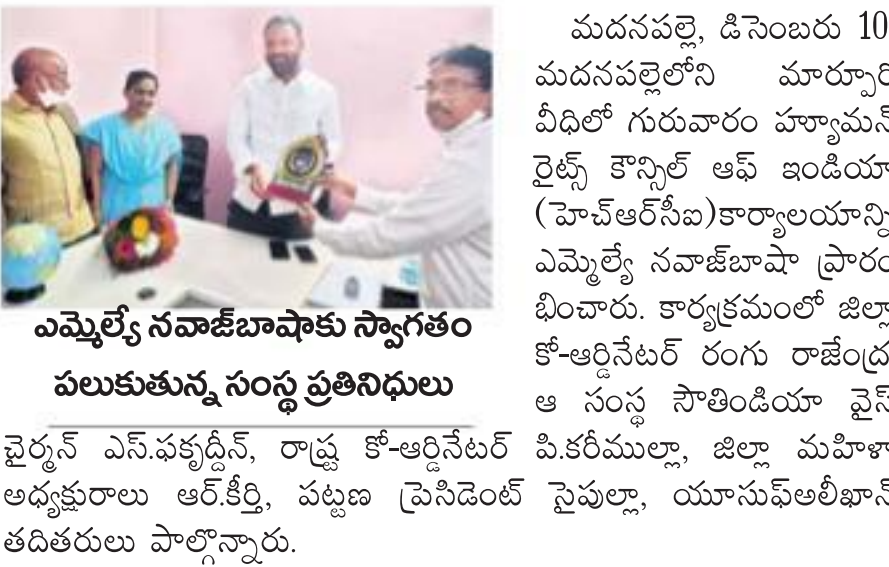 ఎమ్మెల్యే నవాజ్‌బాషాకు స్వాగతం
పలుకుతున్న సంస్థ ప్రతినిధులు
మదనపల్లె, డిసెంబరు 10
మదనపల్లెలోని మార్పూరి
వీధిలో గురువారం హ్యూమన్
రైట్స్ కౌన్సిల్ ఆఫ్ ఇండియా
(హెచ్‌ఆర్‌సీఐ)కార్యాలయాన్ని
ఎమ్మెల్యే నవాజ్‌బాషా ప్రారం
భించారు. కార్యక్రమంలో జిల్లా
కో-ఆర్డినేటర్ రంగు రాజేంద్ర
ఆ సంస్థ సౌతిండియా వైస్
చైర్మన్ ఎస్.ఫకృద్దీన్, రాష్ట్ర కో-ఆర్డినేటర్ పి.కరీముల్లా, జిల్లా మహిళా
అధ్యక్షురాలు ఆర్.కీర్తి, పట్టణ ప్రెసిడెంట్ సైపుల్లా, యూసుఫ్‌అలీఖాన్
తదితరులు పాల్గొన్నారు.